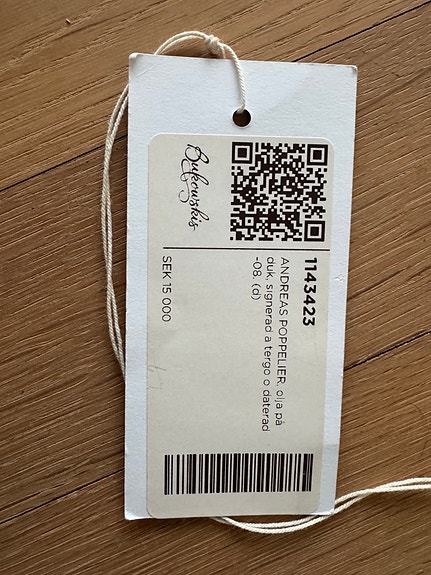 Bukowskis
1143423
ANDREAS POPPELIER, olja på
duk, signerad a tergo o daterad
-08. (d)
SEK 15 000